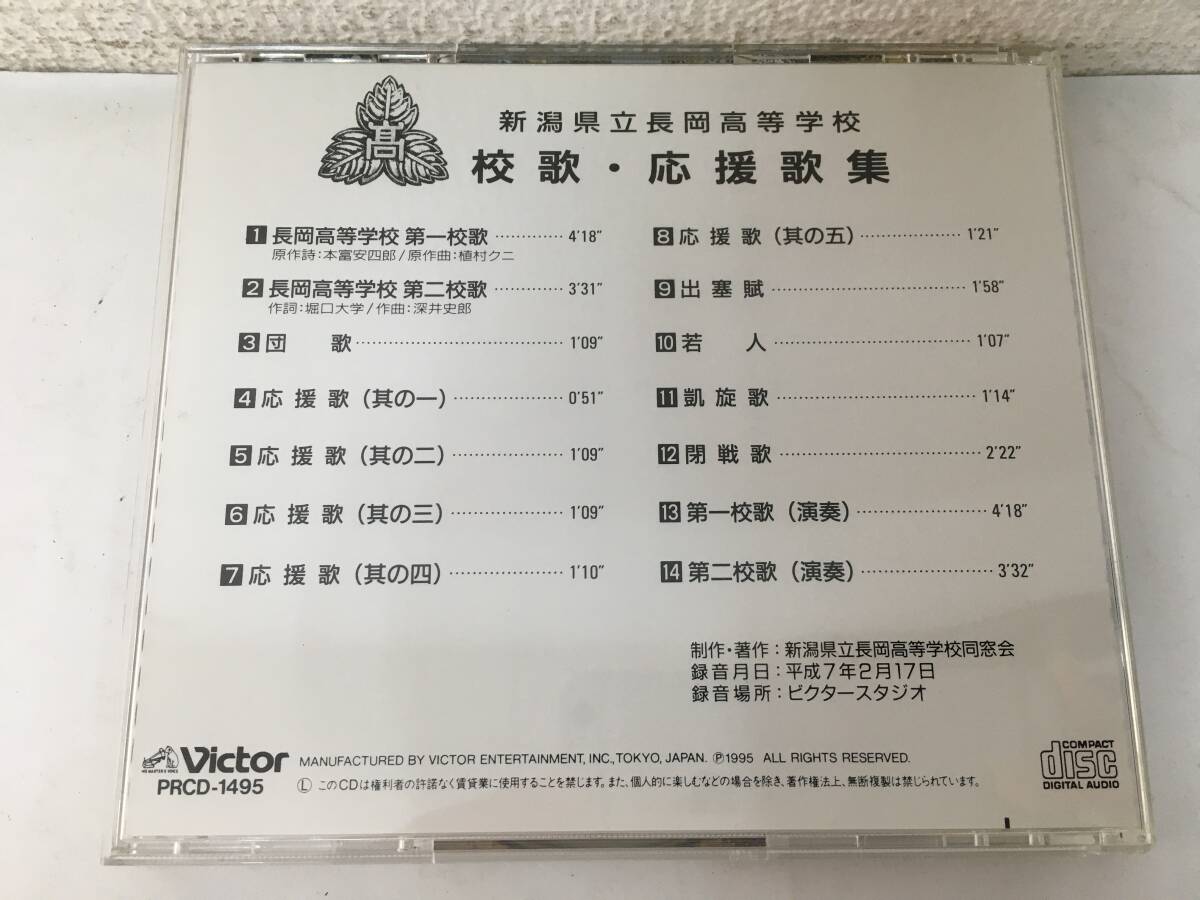 髙
新潟県立長岡高等学校
校歌・応援歌集
1 長岡高等学校 第一校歌 ………… 4'18"
原作詩:本富安四郎/原作曲:植村クニ
2 長岡高等学校 第二校歌 ………… 3'31"
作詞:堀口大学/作曲:深井史郎
3 団 歌 ………… 1'09"
4 応援歌(其の一) ………… 0'51"
5 応援歌(其の二) ………… 1'09"
6 応援歌(其の三) ………… 1'09"
7 応援歌(其の四) ………… 1'10"
8 応援歌(其の五) ………… 1'21"
9 出塞賦 ………… 1'58"
10 若 人 ………… 1'07"
11 凱旋歌 ………… 1'14"
12 閉戦歌 ………… 2'22"
13 第一校歌(演奏) ………… 4'18"
14 第二校歌(演奏) ………… 3'32"
制作・著作:新潟県立長岡高等学校同窓会
録音月日:平成7年2月17日
録音場所:ビクタースタジオ
HIS MASTER'S VOICE
Victor
PRCD-1495
MANUFACTURED BY VICTOR ENTERTAINMENT, INC., TOKYO, JAPAN. Ⓟ1995 ALL RIGHTS RESERVED.
Ⓛ このCDは権利者の許諾なく賃貸業に使用することを禁じます。また、個人的に楽しむなどの場合を除き、著作権法上、無断複製は禁じられています。
COMPACT
disc
DIGITAL AUDIO